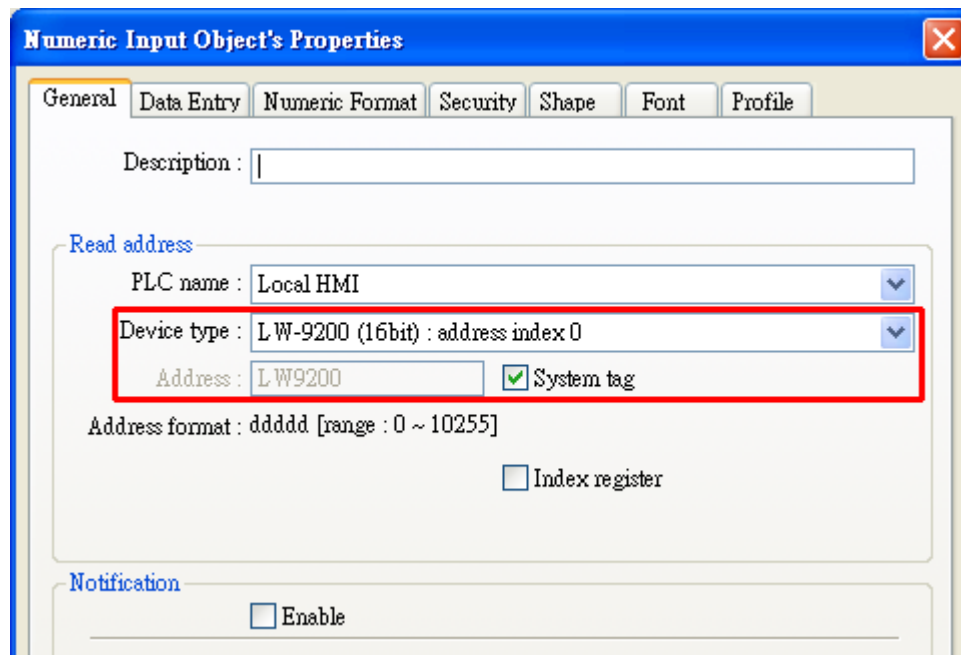 Numeric Input Object's Properties
General Data Entry Numeric Format Security Shape Font Profile
Description :
Read address
PLC name : Local HMI
Device type : LW-9200 (16bit) : address index 0
Address : LW9200 System tag
Address format : ddddd [range : 0 ~ 10255]
Index register
Notification
Enable